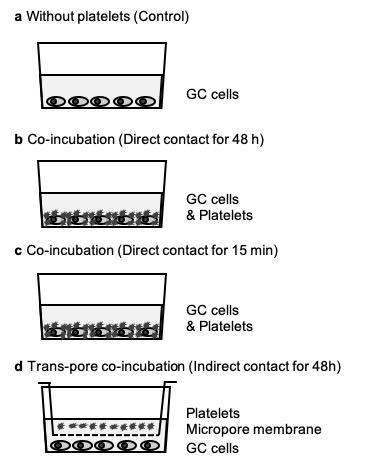 a Without platelets (Control)
GC cells
b Co-incubation (Direct contact for 48 h)
GC cells
& Platelets
c Co-incubation (Direct contact for 15 min)
GC cells
& Platelets
d Trans-pore co-incubation (Indirect contact for 48h)
Platelets
Micropore membrane
GC cells